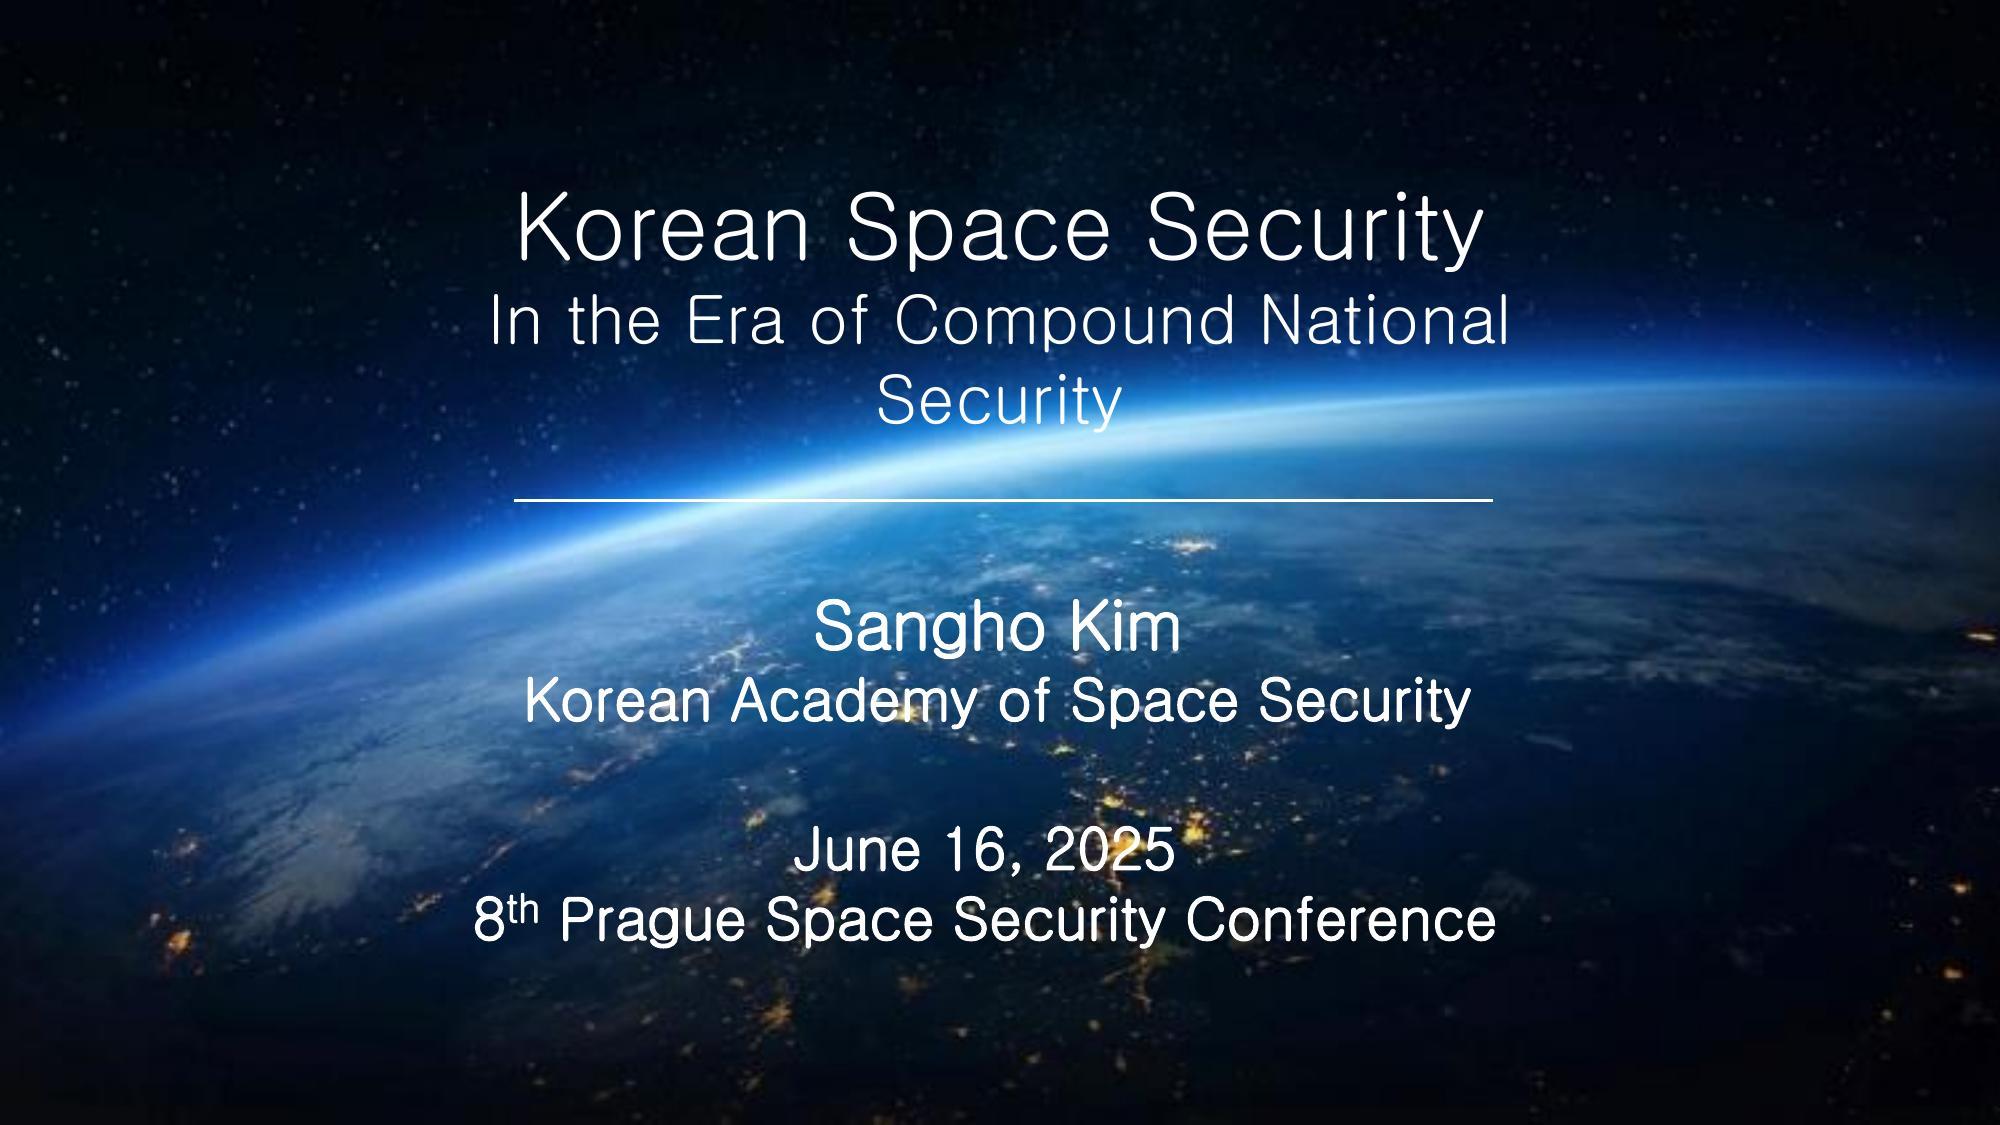 Korean Space Security
In the Era of Compound National
Security
Sangho Kim
Korean Academy of Space Security
June 16, 2025
8th Prague Space Security Conference